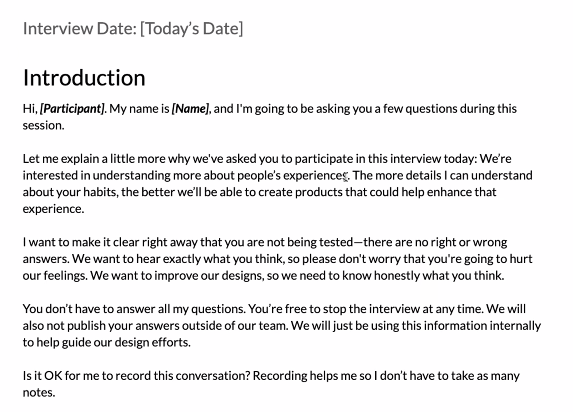 Interview Date: [Today’s Date]
Introduction
Hi, [Participant]. My name is [Name], and I'm going to be asking you a few questions during this
session.
Let me explain a little more why we've asked you to participate in this interview today: We’re
interested in understanding more about people’s experiences. The more details I can understand
about your habits, the better we’ll be able to create products that could help enhance that
experience.
I want to make it clear right away that you are not being tested—there are no right or wrong
answers. We want to hear exactly what you think, so please don't worry that you're going to hurt
our feelings. We want to improve our designs, so we need to know honestly what you think.
You don’t have to answer all my questions. You’re free to stop the interview at any time. We will
also not publish your answers outside of our team. We will just be using this information internally
to help guide our design efforts.
Is it OK for me to record this conversation? Recording helps me so I don’t have to take as many
notes.